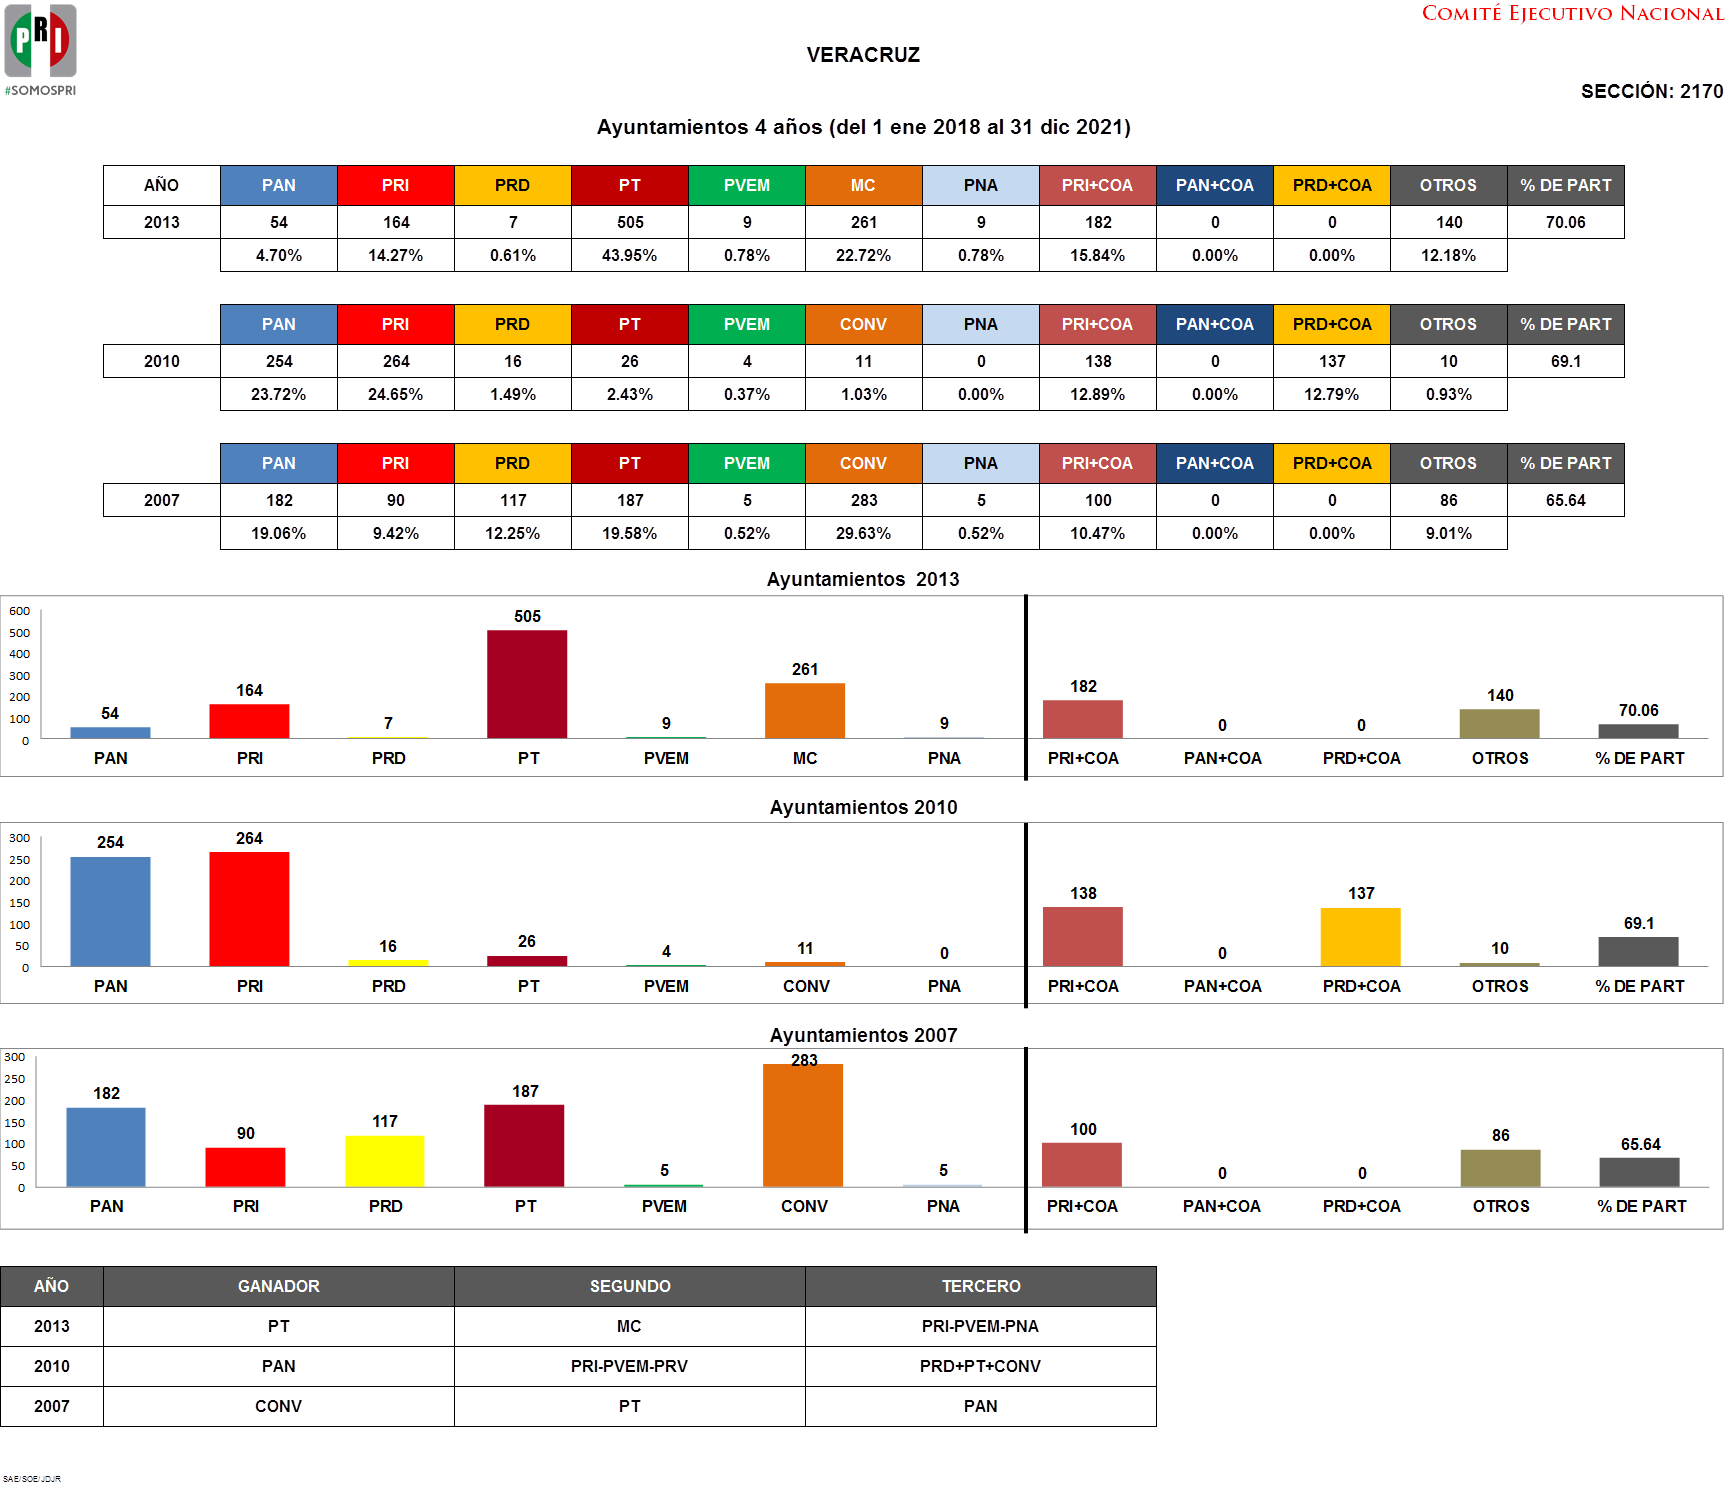 PRI
#SOMOSPRI
COMITÉ EJECUTIVO NACIONAL
VERACRUZ
SECCIÓN: 2170
Ayuntamientos 4 años (del 1 ene 2018 al 31 dic 2021)
AÑO PAN PRI PRD PT PVEM MC PNA PRI+COA PAN+COA PRD+COA OTROS % DE PART
2013 54 164 7 505 9 261 9 182 0 0 140 70.06
4.70% 14.27% 0.61% 43.95% 0.78% 22.72% 0.78% 15.84% 0.00% 0.00% 12.18%
PAN PRI PRD PT PVEM CONV PNA PRI+COA PAN+COA PRD+COA OTROS % DE PART
2010 254 264 16 26 4 11 0 138 0 137 10 69.1
23.72% 24.65% 1.49% 2.43% 0.37% 1.03% 0.00% 12.89% 0.00% 12.79% 0.93%
PAN PRI PRD PT PVEM CONV PNA PRI+COA PAN+COA PRD+COA OTROS % DE PART
2007 182 90 117 187 5 283 5 100 0 0 86 65.64
19.06% 9.42% 12.25% 19.58% 0.52% 29.63% 0.52% 10.47% 0.00% 0.00% 9.01%
Ayuntamientos 2013
600
500
400
300
200
100
0
54 164 7 505 9 261 9 182 0 0 140 70.06
PAN PRI PRD PT PVEM MC PNA PRI+COA PAN+COA PRD+COA OTROS % DE PART
Ayuntamientos 2010
300
250
200
150
100
50
0
254 264 16 26 4 11 0 138 0 137 10 69.1
PAN PRI PRD PT PVEM CONV PNA PRI+COA PAN+COA PRD+COA OTROS % DE PART
Ayuntamientos 2007
300
250
200
150
100
50
0
182 90 117 187 5 283 5 100 0 0 86 65.64
PAN PRI PRD PT PVEM CONV PNA PRI+COA PAN+COA PRD+COA OTROS % DE PART
AÑO GANADOR SEGUNDO TERCERO
2013 PT MC PRI-PVEM-PNA
2010 PAN PRI-PVEM-PRV PRD+PT+CONV
2007 CONV PT PAN
SAE/SOE/JDJR